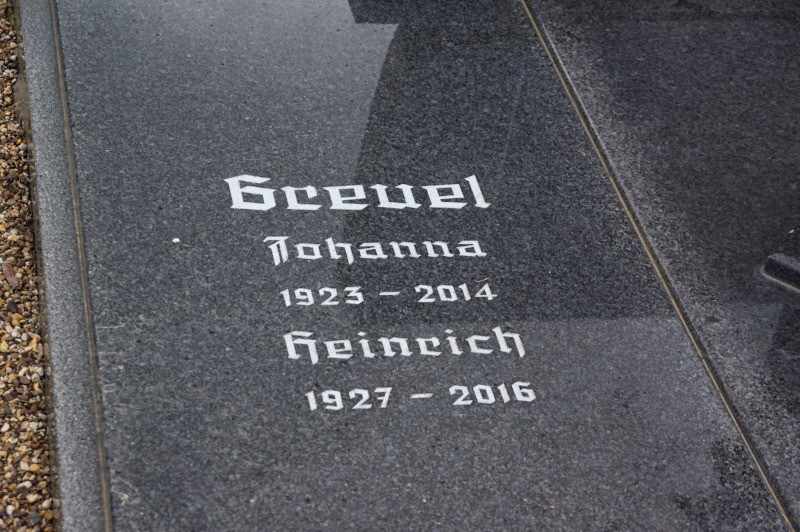 Greuel
Johanna
1923 – 2014
Heinrich
1927 – 2016